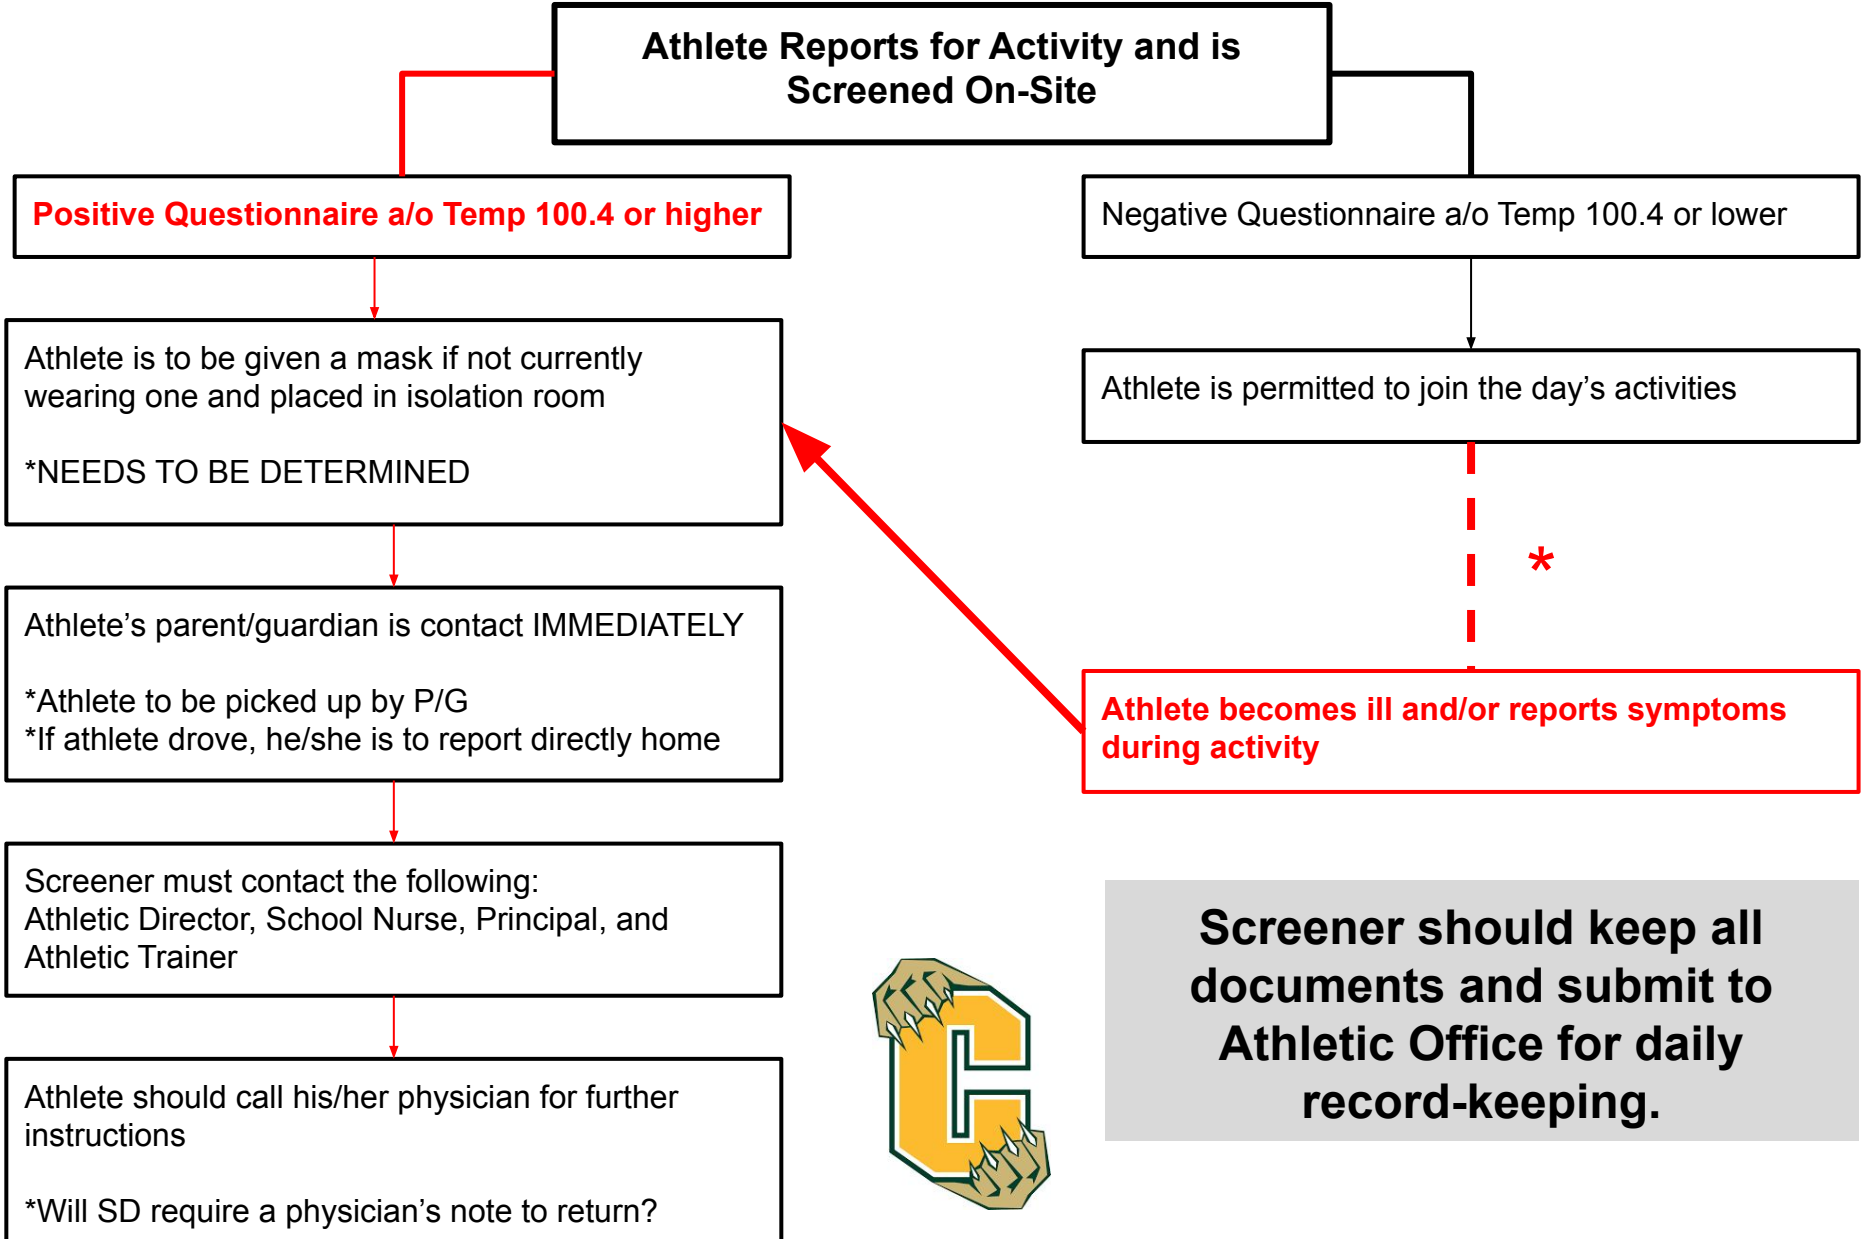 Athlete Reports for Activity and is
Screened On-Site
Positive Questionnaire a/o Temp 100.4 or higher
Negative Questionnaire a/o Temp 100.4 or lower
Athlete is to be given a mask if not currently
wearing one and placed in isolation room
*NEEDS TO BE DETERMINED
Athlete is permitted to join the day’s activities
*
Athlete’s parent/guardian is contact IMMEDIATELY
*Athlete to be picked up by P/G
*If athlete drove, he/she is to report directly home
Athlete becomes ill and/or reports symptoms
during activity
Screener must contact the following:
Athletic Director, School Nurse, Principal, and
Athletic Trainer
Athlete should call his/her physician for further
instructions
*Will SD require a physician’s note to return?
C
Screener should keep all
documents and submit to
Athletic Office for daily
record-keeping.